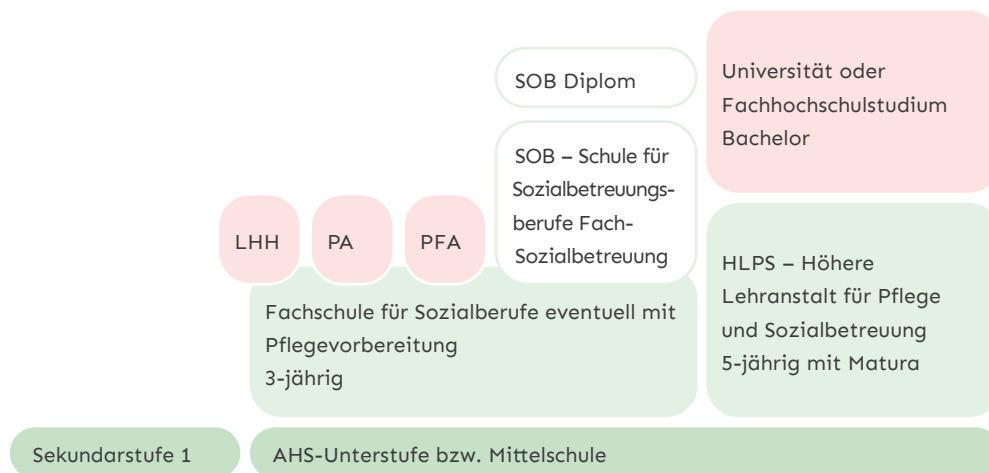 SOB Diplom
Universität oder
Fachhochschulstudium
Bachelor
SOB – Schule für
Sozialbetreuungs-
berufe Fach-
Sozialbetreuung
LHH
PA
PFA
HLPS – Höhere
Lehranstalt für Pflege
und Sozialbetreuung
5-jährig mit Matura
Fachschule für Sozialberufe eventuell mit
Pflegevorbereitung
3-jährig
Sekundarstufe 1
AHS-Unterstufe bzw. Mittelschule